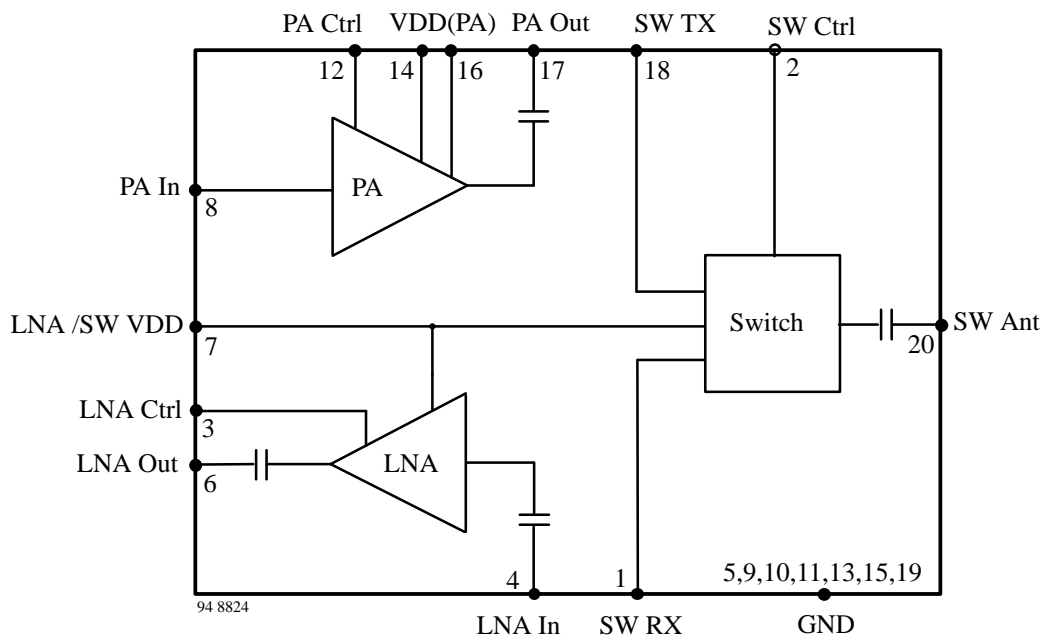 PA Ctrl VDD(PA) PA Out SW TX SW Ctrl
12 14 16 17 18 2
PA In
8
PA
LNA /SW VDD
7
Switch
SW Ant
20
LNA Ctrl
3
LNA Out
6
LNA
4 1 5,9,10,11,13,15,19
94 8824
LNA In SW RX GND